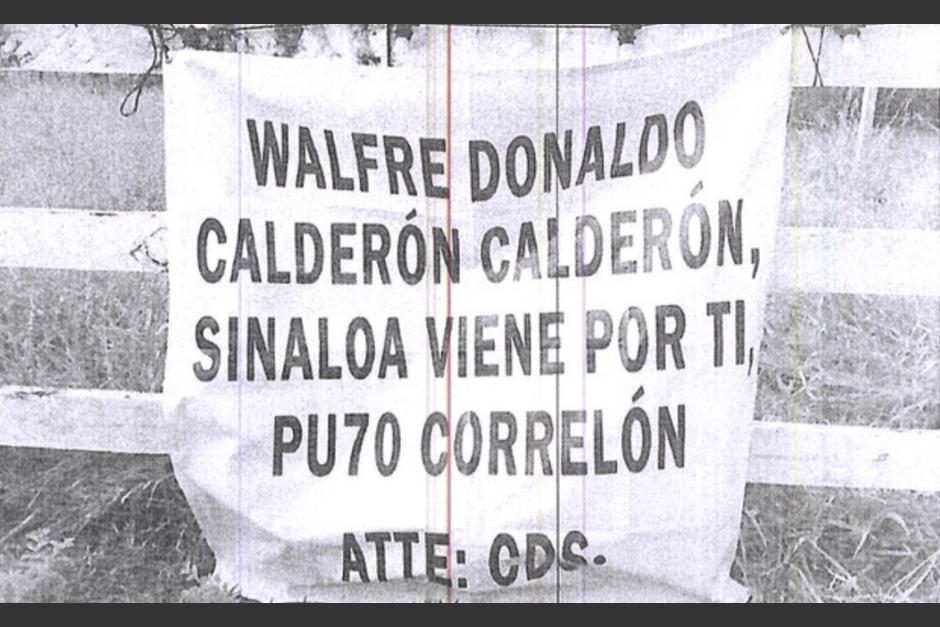 WALFRE DONALDO
CALDERÓN CALDERÓN,
SINALOA VIENE POR TI,
PU70 CORRELÓN
ATTE: CDS.